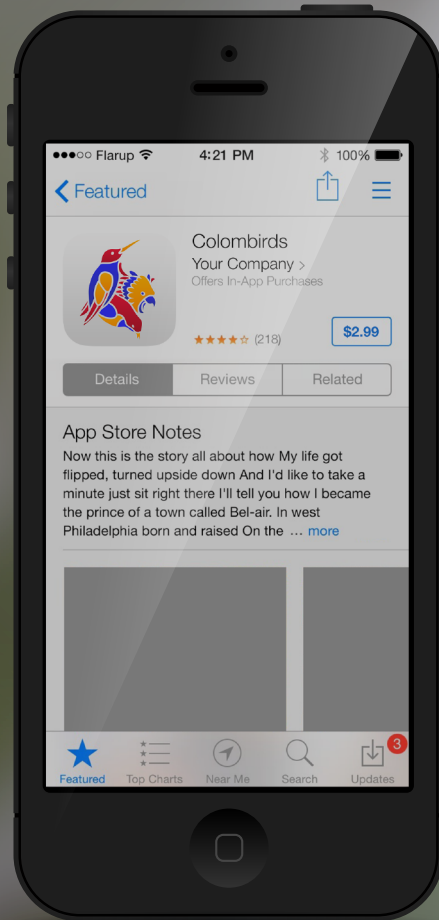 ●●●○○ Flarup 4:21 PM 100%
Featured
Colombirds
Your Company >
Offers In-App Purchases
★★★★☆ (218) $2.99
Details Reviews Related
App Store Notes
Now this is the story all about how My life got
flipped, turned upside down And I'd like to take a
minute just sit right there I'll tell you how I became
the prince of a town called Bel-air. In west
Philadelphia born and raised On the ... more
3
Featured Top Charts Near Me Search Updates